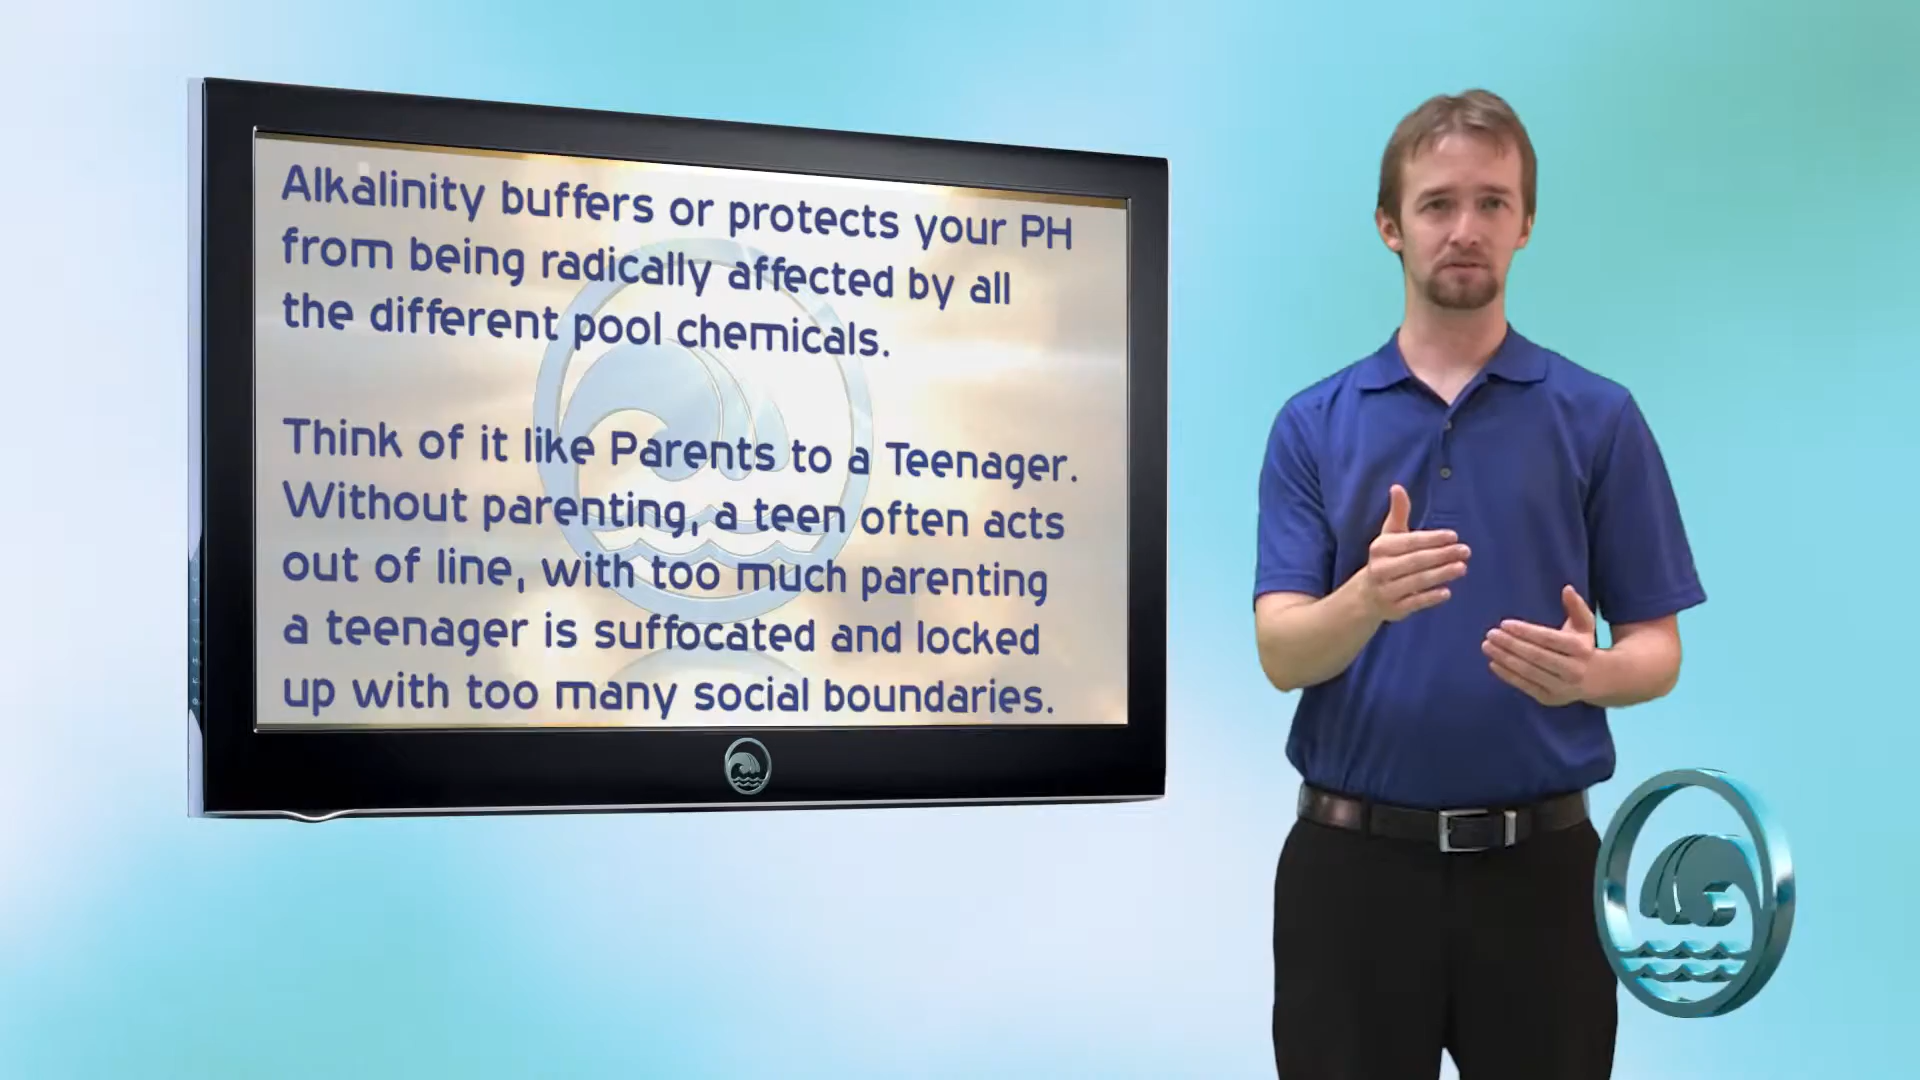 Alkalinity buffers or protects your PH
from being radically affected by all
the different pool chemicals.
Think of it like Parents to a Teenager.
Without parenting, a teen often acts
out of line, with too much parenting
a teenager is suffocated and locked
up with too many social boundaries.